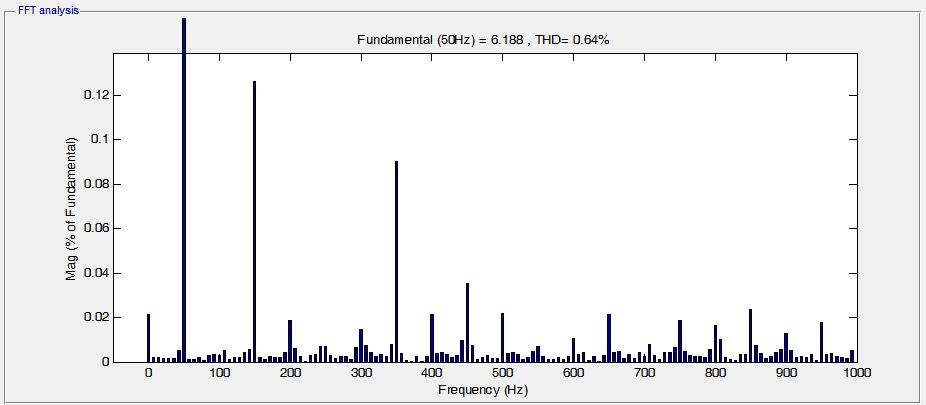 FFT analysis
Fundamental (50Hz) = 6.188 , THD= 0.64%
Mag (% of Fundamental)
0.12
0.1
0.08
0.06
0.04
0.02
0
0 100 200 300 400 500 600 700 800 900 1000
Frequency (Hz)